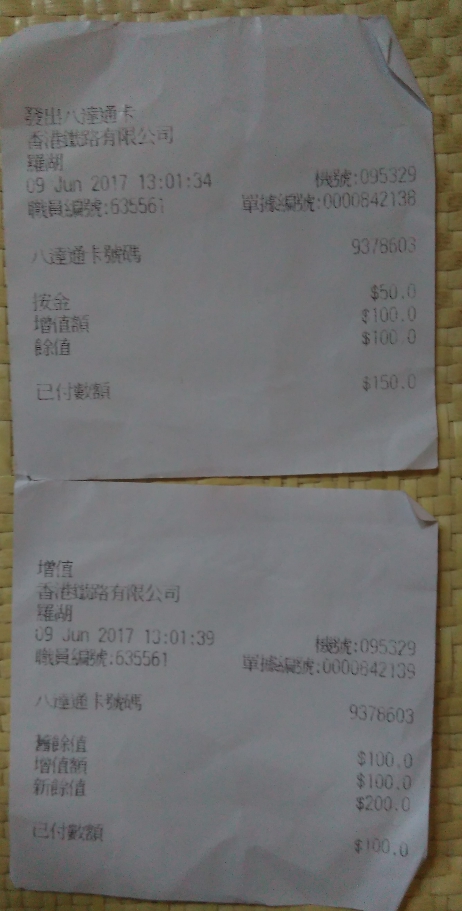 發出八達通卡
香港鐵路有限公司
羅湖
09 Jun 2017 13:01:34 機號:095329
職員編號:635561 單據編號:0000842138
八達通卡號碼 9378603
按金 $50.0
增值額 $100.0
餘值 $100.0
已付數額 $150.0
增值
香港鐵路有限公司
羅湖
09 Jun 2017 13:01:39 機號:095329
職員編號:635561 單據編號:0000842139
八達通卡號碼 9378603
舊餘值 $100.0
增值額 $100.0
新餘值 $200.0
已付數額 $100.0